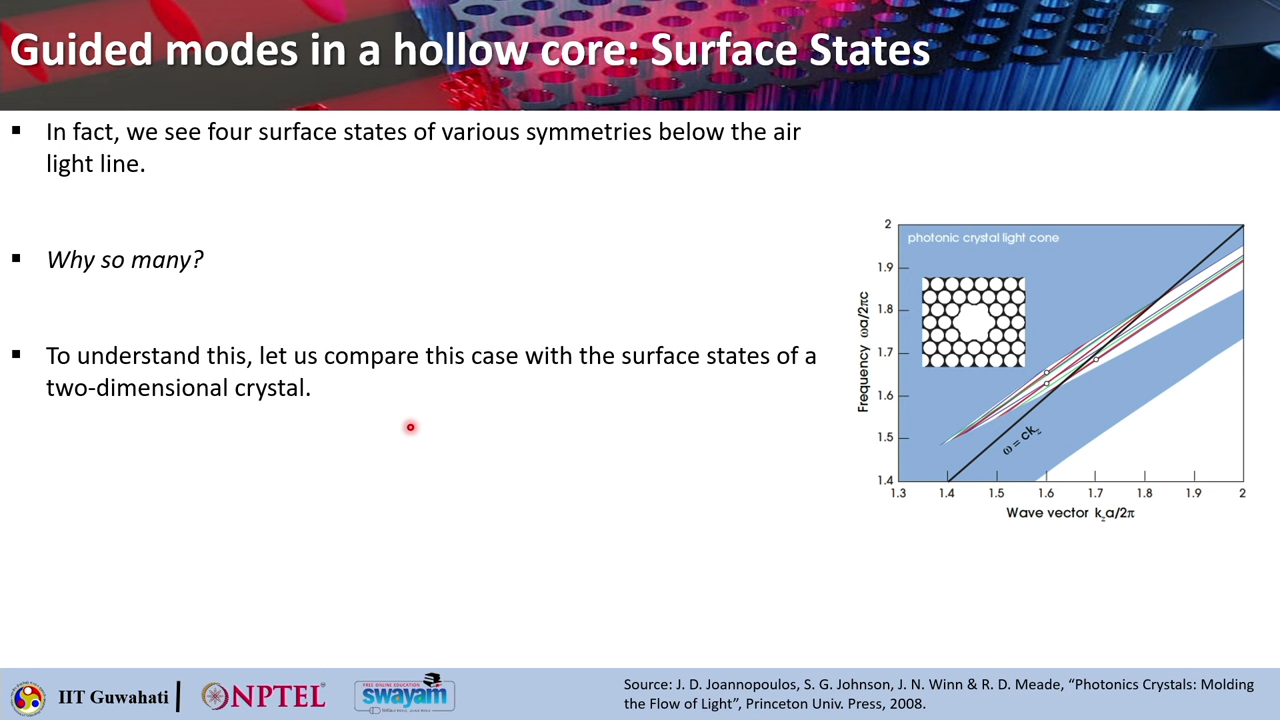 Guided modes in a hollow core: Surface States
▪ In fact, we see four surface states of various symmetries below the air
light line.
▪ Why so many?
▪ To understand this, let us compare this case with the surface states of a
two-dimensional crystal.
photonic crystal light cone
Frequency ωa/2πc
2
1.9
1.8
1.7
1.6
1.5
1.4
ω = ckz
1.3 1.4 1.5 1.6 1.7 1.8 1.9 2
Wave vector kza/2π
IIT Guwahati
NPTEL
FREE ONLINE EDUCATION
swayam
Source: J. D. Joannopoulos, S. G. Johnson, J. N. Winn & R. D. Meade, “Photonics Crystals: Molding
the Flow of Light”, Princeton Univ. Press, 2008.